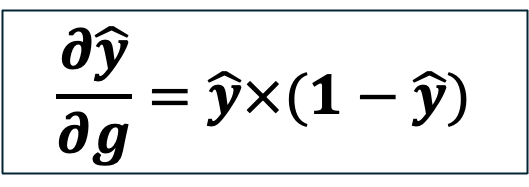 ∂ŷ/∂g = ŷ×(1 − ŷ)